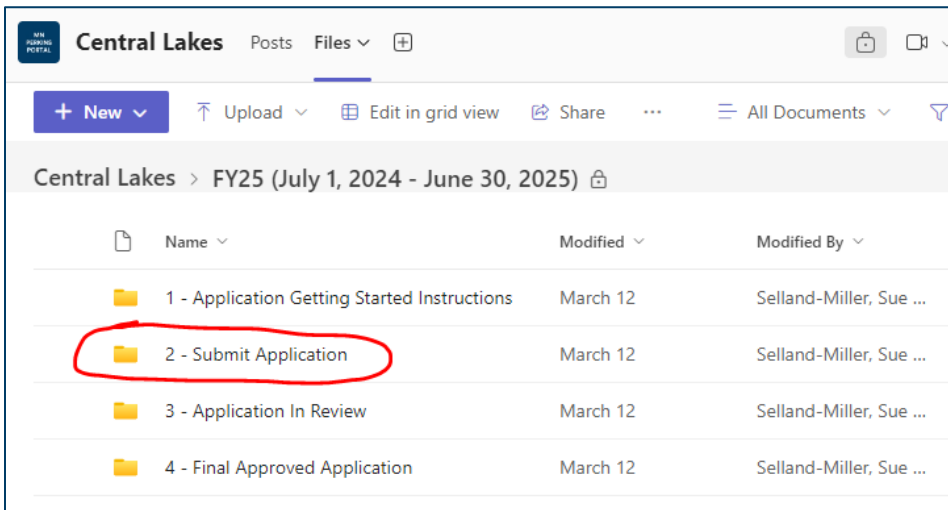 MN
PERKINS
PORTAL
Central Lakes Posts Files
+ New Upload Edit in grid view Share ... All Documents
Central Lakes > FY25 (July 1, 2024 - June 30, 2025)
Name Modified Modified By
1 - Application Getting Started Instructions March 12 Selland-Miller, Sue ...
2 - Submit Application March 12 Selland-Miller, Sue ...
3 - Application In Review March 12 Selland-Miller, Sue ...
4 - Final Approved Application March 12 Selland-Miller, Sue ...